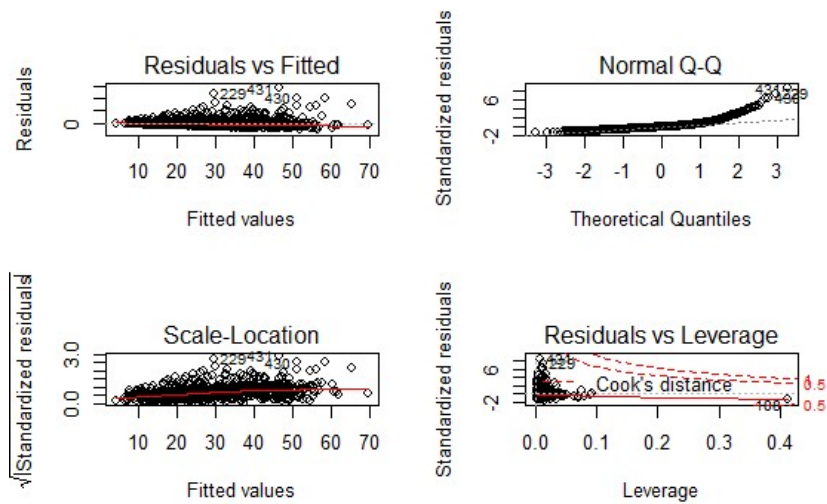 Residuals vs Fitted
Residuals
0
229
431
430
10 20 30 40 50 60 70
Fitted values
Normal Q-Q
Standardized residuals
-2
6
431
229
430
-3 -2 -1 0 1 2 3
Theoretical Quantiles
Scale-Location
√|Standardized residuals|
0.0
3.0
229
431
430
10 20 30 40 50 60 70
Fitted values
Residuals vs Leverage
Standardized residuals
-2
6
431
229
Cook's distance
1
0.5
0.5
0.0 0.1 0.2 0.3 0.4
Leverage